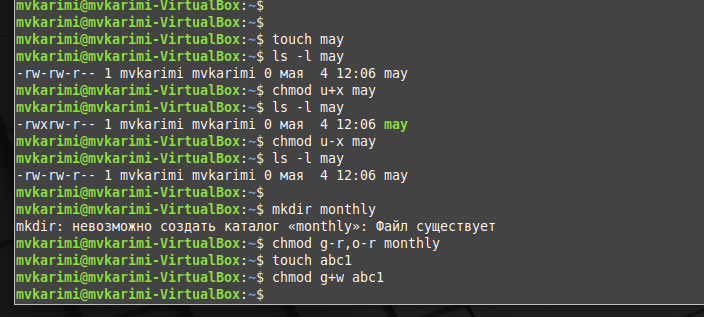 mvkarimi@mvkarimi-VirtualBox:~$
mvkarimi@mvkarimi-VirtualBox:~$
mvkarimi@mvkarimi-VirtualBox:~$ touch may
mvkarimi@mvkarimi-VirtualBox:~$ ls -l may
-rw-rw-r-- 1 mvkarimi mvkarimi 0 мая  4 12:06 may
mvkarimi@mvkarimi-VirtualBox:~$ chmod u+x may
mvkarimi@mvkarimi-VirtualBox:~$ ls -l may
-rwxrw-r-- 1 mvkarimi mvkarimi 0 мая  4 12:06 may
mvkarimi@mvkarimi-VirtualBox:~$ chmod u-x may
mvkarimi@mvkarimi-VirtualBox:~$ ls -l may
-rw-rw-r-- 1 mvkarimi mvkarimi 0 мая  4 12:06 may
mvkarimi@mvkarimi-VirtualBox:~$
mvkarimi@mvkarimi-VirtualBox:~$ mkdir monthly
mkdir: невозможно создать каталог «monthly»: Файл существует
mvkarimi@mvkarimi-VirtualBox:~$ chmod g-r,o-r monthly
mvkarimi@mvkarimi-VirtualBox:~$ touch abc1
mvkarimi@mvkarimi-VirtualBox:~$ chmod g+w abc1
mvkarimi@mvkarimi-VirtualBox:~$